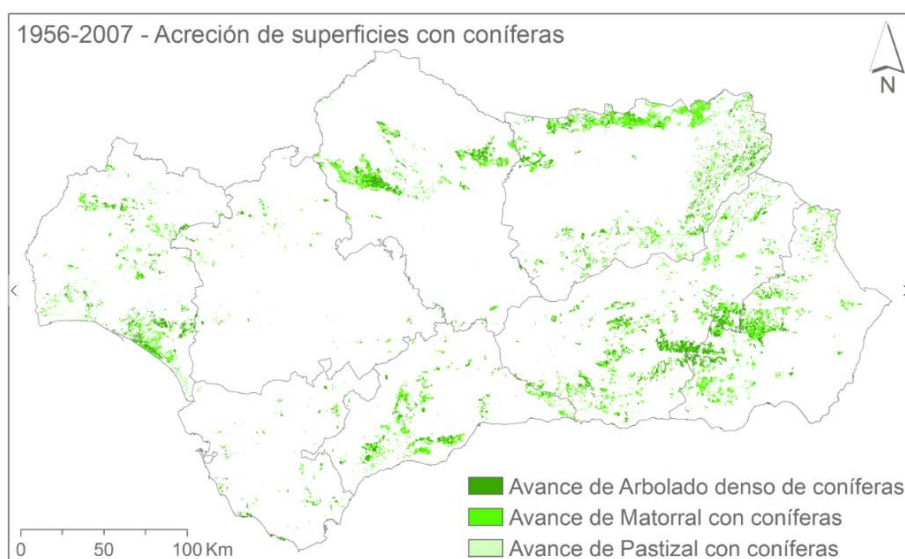 1956-2007 - Acreción de superficies con coníferas
N
Avance de Arbolado denso de coníferas
Avance de Matorral con coníferas
Avance de Pastizal con coníferas
0 50 100 Km